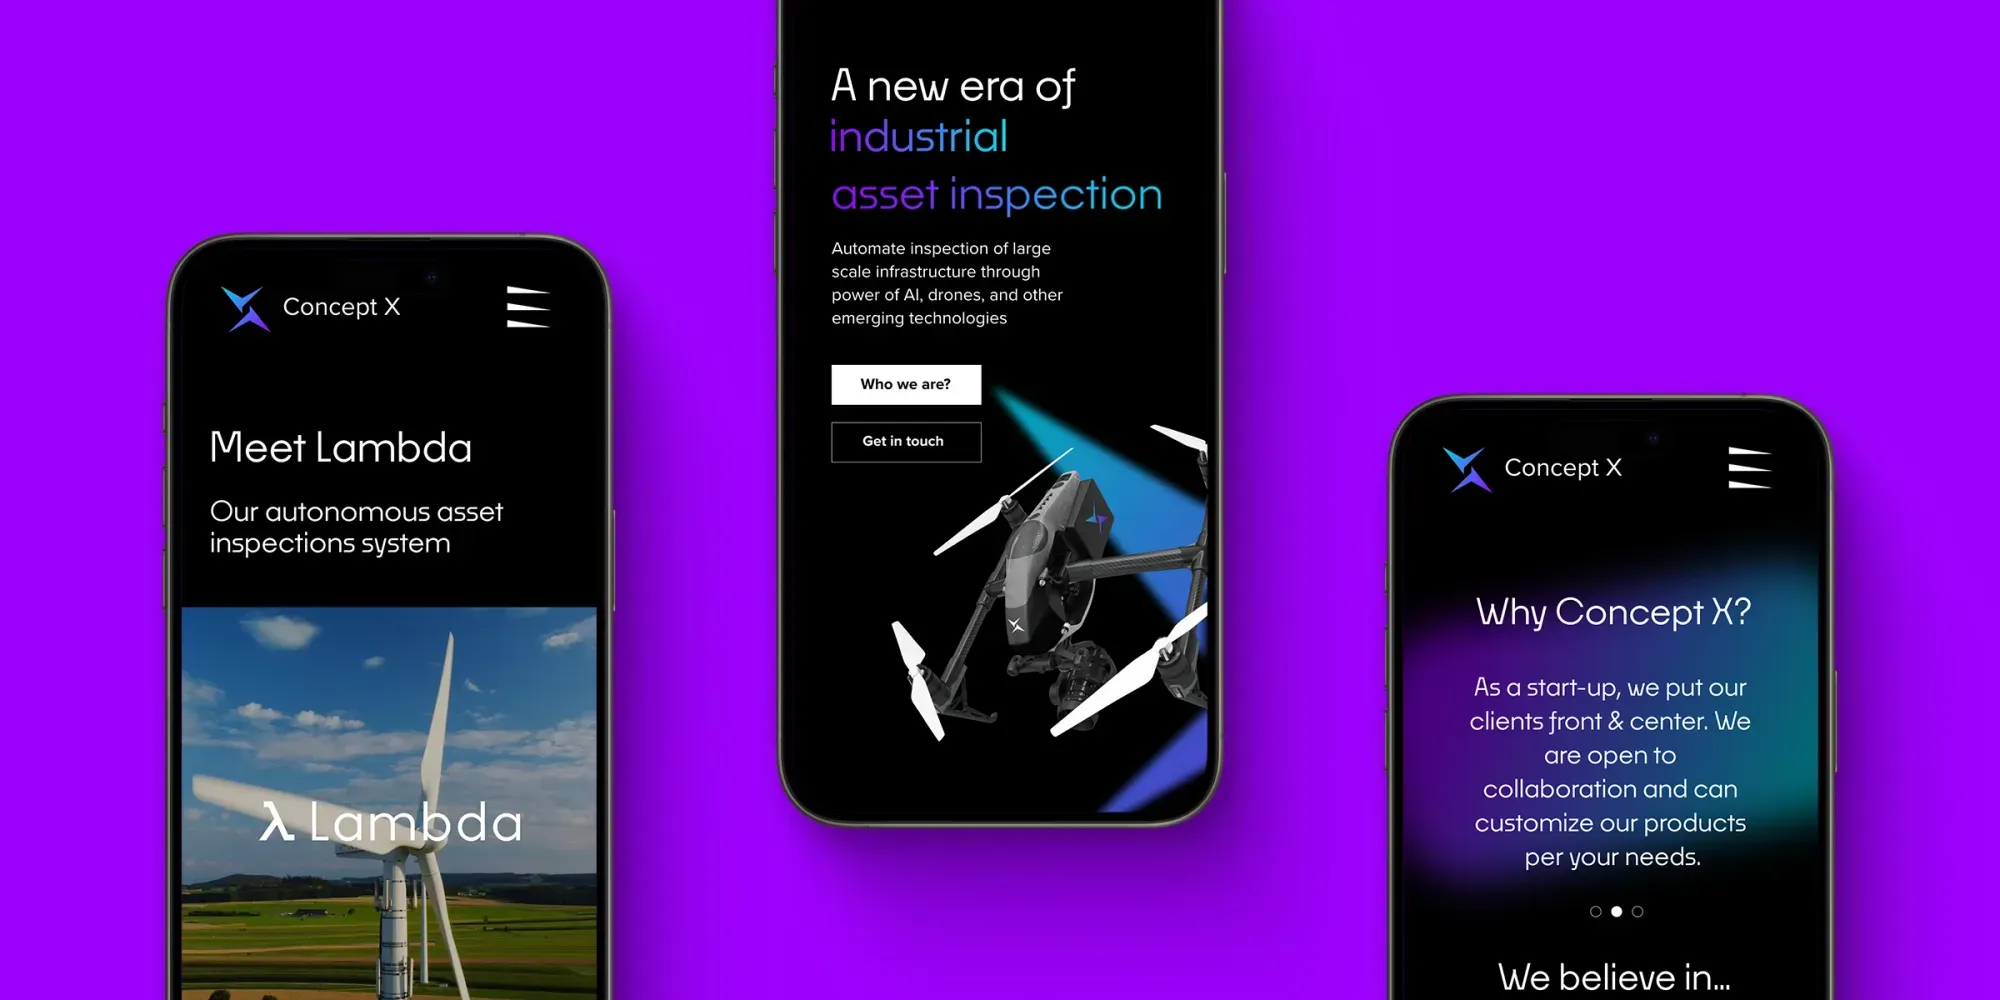 Concept X
Meet Lambda
Our autonomous asset
inspections system
λ Lambda
A new era of
industrial
asset inspection
Automate inspection of large
scale infrastructure through
power of AI, drones, and other
emerging technologies
Who we are?
Get in touch
Concept X
Why Concept X?
As a start-up, we put our
clients front & center. We
are open to
collaboration and can
customize our products
per your needs.
We believe in...